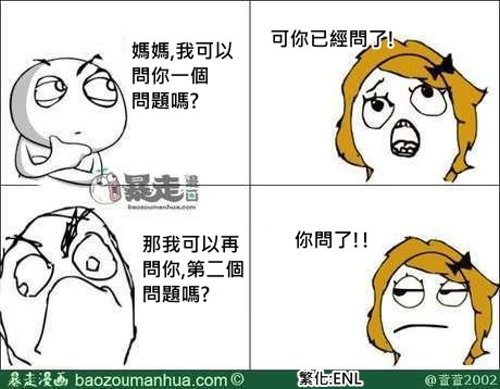 媽媽,我可以
問你一個
問題嗎?
可你已經問了!
暴走漫画
baozoumanhua.com
那我可以再
問你,第二個
問題嗎?
你問了!!
暴走漫画 baozoumanhua.com ©
繁化:ENL
@萱萱2002